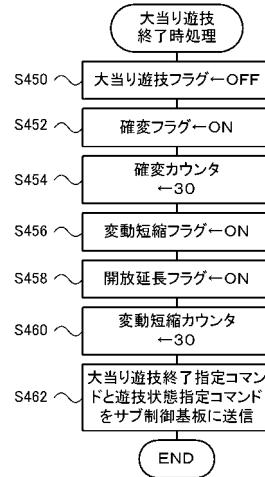 大当り遊技
終了時処理
S450
大当り遊技フラグ←OFF
S452
確変フラグ←ON
S454
確変カウンタ
←30
S456
変動短縮フラグ←ON
S458
開放延長フラグ←ON
S460
変動短縮カウンタ
←30
S462
大当り遊技終了指定コマン
ドと遊技状態指定コマンド
をサブ制御基板に送信
END